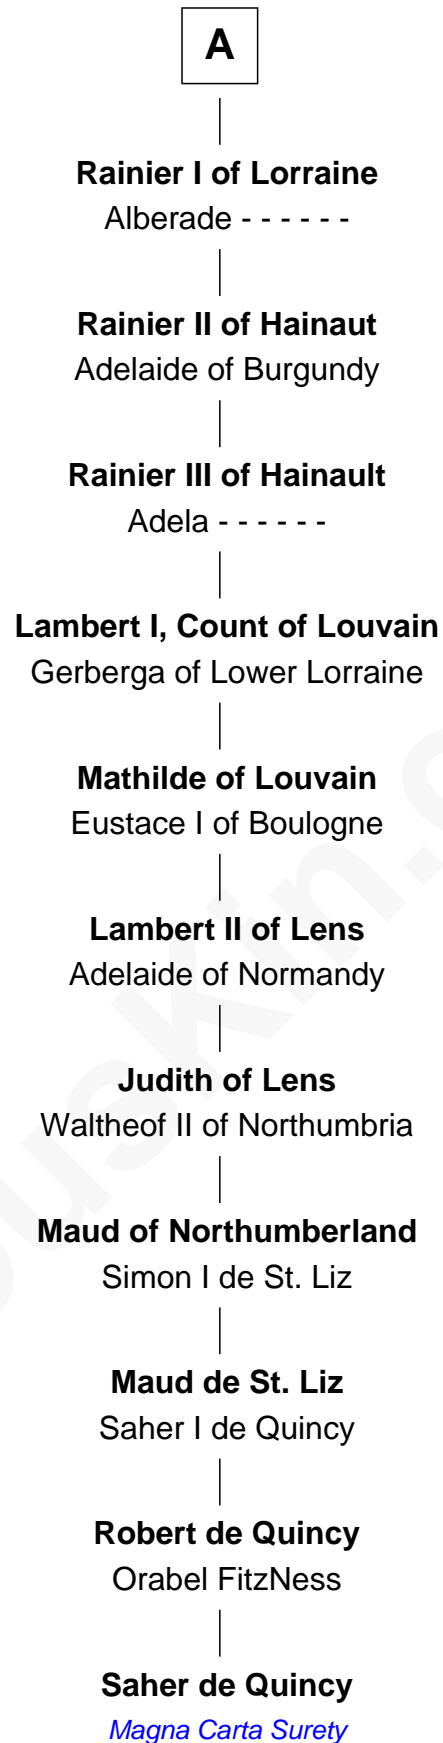 A
Rainier I of Lorraine
Alberade - - - - - -
Rainier II of Hainaut
Adelaide of Burgundy
Rainier III of Hainault
Adela - - - - - -
Lambert I, Count of Louvain
Gerberga of Lower Lorraine
Mathilde of Louvain
Eustace I of Boulogne
Lambert II of Lens
Adelaide of Normandy
Judith of Lens
Waltheof II of Northumbria
Maud of Northumberland
Simon I de St. Liz
Maud de St. Liz
Saher I de Quincy
Robert de Quincy
Orabel FitzNess
Saher de Quincy
Magna Carta Surety